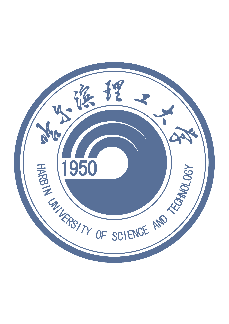 哈尔滨理工大学
1950
HARBIN UNIVERSITY OF SCIENCE AND TECHNOLOGY